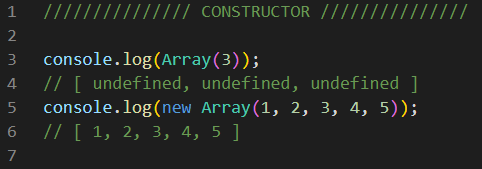 1 /////////////// CONSTRUCTOR ///////////////
2
3 console.log(Array(3));
4 // [ undefined, undefined, undefined ]
5 console.log(new Array(1, 2, 3, 4, 5));
6 // [ 1, 2, 3, 4, 5 ]
7